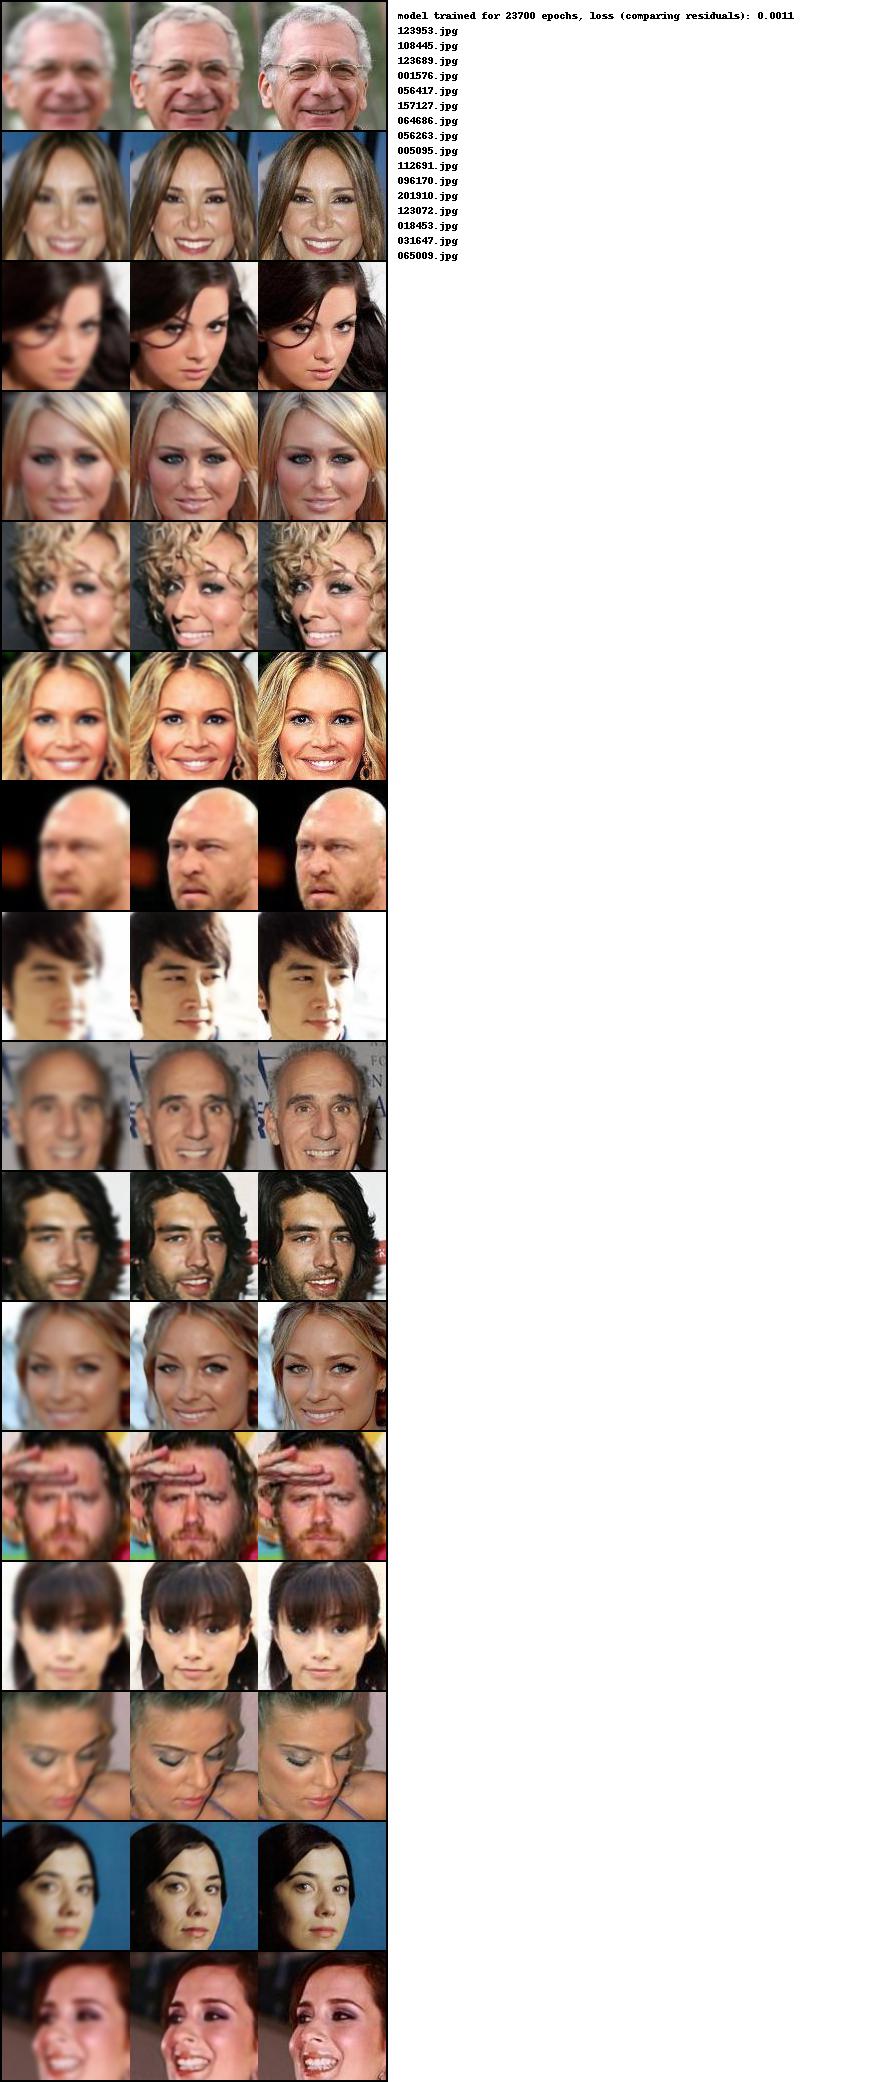 model trained for 23700 epochs, loss (comparing residuals): 0.0011
123953.jpg
108445.jpg
123689.jpg
001576.jpg
056417.jpg
157127.jpg
064686.jpg
056263.jpg
005095.jpg
112691.jpg
096170.jpg
201910.jpg
123072.jpg
018453.jpg
031647.jpg
065009.jpg